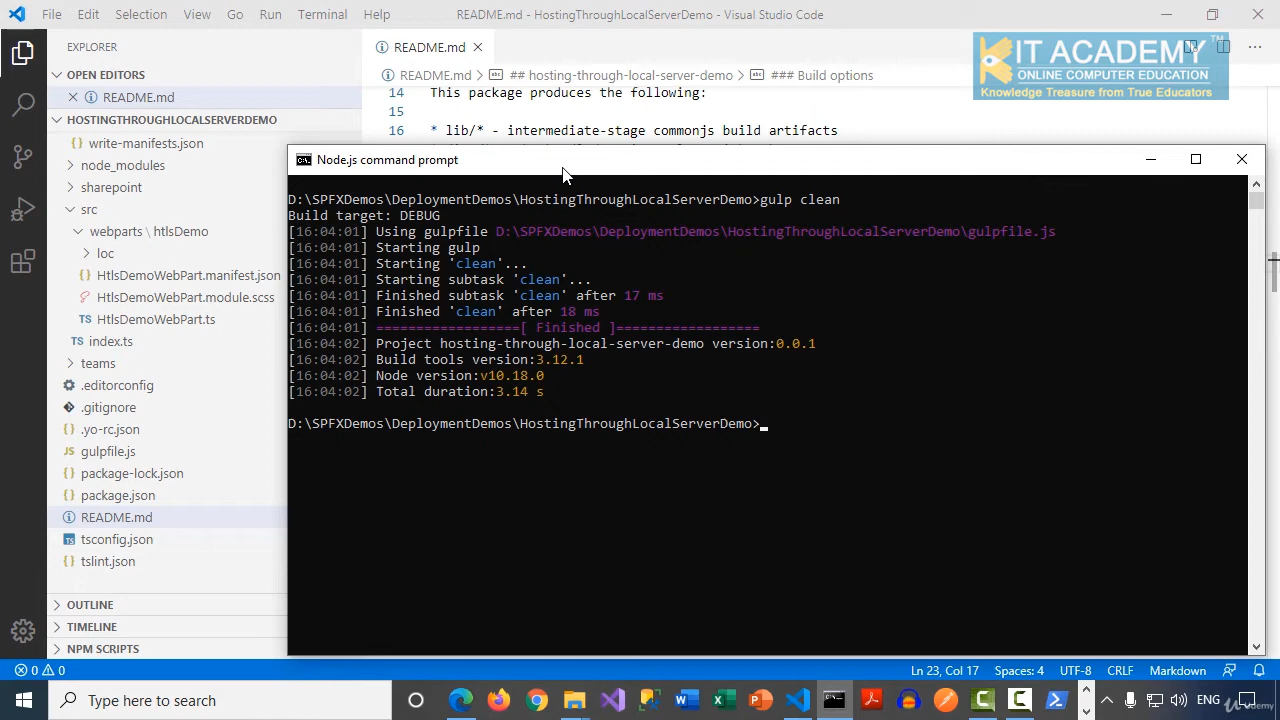 File Edit Selection View Go Run Terminal Help README.md - HostingThroughLocalServerDemo - Visual Studio Code
EXPLORER
OPEN EDITORS
README.md
HOSTINGTHROUGHLOCALSERVERDEMO
write-manifests.json
node_modules
sharepoint
src
webparts \ htlsDemo
loc
HtlsDemoWebPart.manifest.json
HtlsDemoWebPart.module.scss
HtlsDemoWebPart.ts
index.ts
teams
.editorconfig
.gitignore
.yo-rc.json
gulpfile.js
package-lock.json
package.json
README.md
tsconfig.json
tslint.json
OUTLINE
TIMELINE
NPM SCRIPTS
README.md
README.md > ## hosting-through-local-server-demo > ### Build options
14 This package produces the following:
15
16 * lib/* - intermediate-stage commonjs build artifacts
KIT ACADEMY TM
ONLINE COMPUTER EDUCATION
Knowledge Treasure from True Educators
Node.js command prompt
D:\SPFXDemos\DeploymentDemos\HostingThroughLocalServerDemo>gulp clean
Build target: DEBUG
[16:04:01] Using gulpfile D:\SPFXDemos\DeploymentDemos\HostingThroughLocalServerDemo\gulpfile.js
[16:04:01] Starting gulp
[16:04:01] Starting 'clean'...
[16:04:01] Starting subtask 'clean'...
[16:04:01] Finished subtask 'clean' after 17 ms
[16:04:01] Finished 'clean' after 18 ms
[16:04:01] ==================[ Finished ]==================
[16:04:02] Project hosting-through-local-server-demo version:0.0.1
[16:04:02] Build tools version:3.12.1
[16:04:02] Node version:v10.18.0
[16:04:02] Total duration:3.14 s
D:\SPFXDemos\DeploymentDemos\HostingThroughLocalServerDemo>
0 0 Ln 23, Col 17 Spaces: 4 UTF-8 CRLF Markdown
Type here to search ENG
Udemy